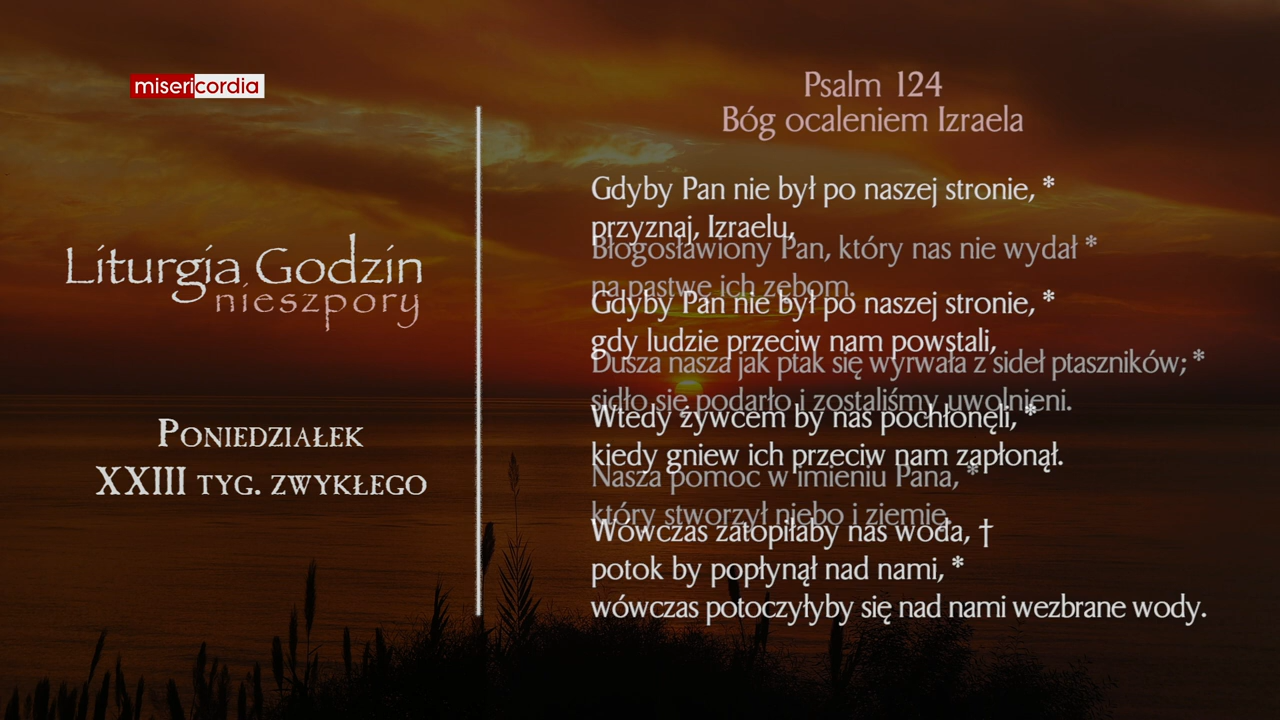 misericordia
Liturgia Godzin
nieszpory
Poniedziałek
XXIII tyg. zwykłego
Psalm 124
Bóg ocaleniem Izraela
Gdyby Pan nie był po naszej stronie, *
przyznaj, Izraelu,
Błogosławiony Pan, który nas nie wydał *
na pastwę ich zębom.
Gdyby Pan nie był po naszej stronie, *
gdy ludzie przeciw nam powstali,
Dusza nasza jak ptak się wyrwała z sideł ptaszników; *
sidło się podarło i zostaliśmy uwolnieni.
Wtedy żywcem by nas pochłonęli, *
kiedy gniew ich przeciw nam zapłonął.
Nasza pomoc w imieniu Pana, *
który stworzył niebo i ziemię.
Wówczas zatopiłaby nas woda, †
potok by popłynął nad nami, *
wówczas potoczyłyby się nad nami wezbrane wody.